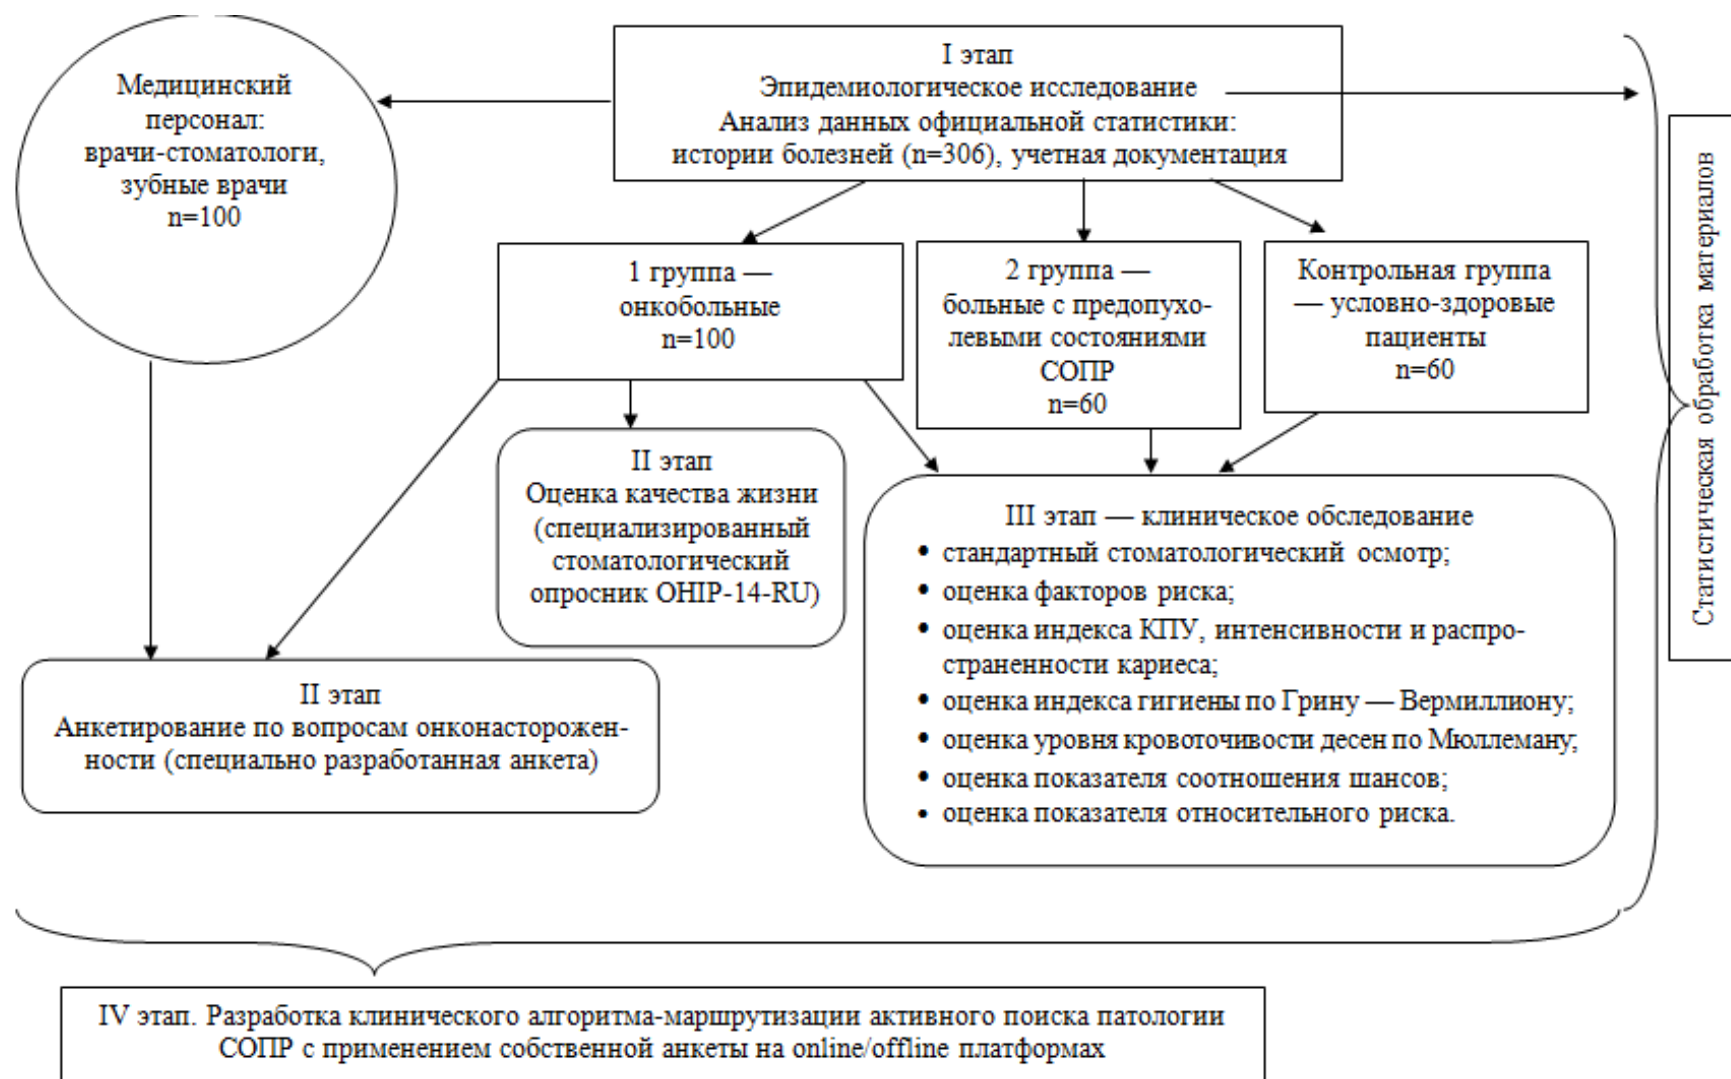 Медицинский
персонал:
врачи-стоматологи,
зубные врачи
n=100
I этап
Эпидемиологическое исследование
Анализ данных официальной статистики:
истории болезней (n=306), учетная документация
1 группа —
онкобольные
n=100
2 группа —
больные с предопухо-
левыми состояниями
СОПР
n=60
Контрольная группа
— условно-здоровые
пациенты
n=60
Статистическая обработка материалов
II этап
Оценка качества жизни
(специализированный
стоматологический
опросник OHIP-14-RU)
II этап
Анкетирование по вопросам онконасторожен-
ности (специально разработанная анкета)
III этап — клиническое обследование
• стандартный стоматологический осмотр;
• оценка факторов риска;
• оценка индекса КПУ, интенсивности и распро-
страненности кариеса;
• оценка индекса гигиены по Грину — Вермиллиону;
• оценка уровня кровоточивости десен по Мюллеману;
• оценка показателя соотношения шансов;
• оценка показателя относительного риска.
IV этап. Разработка клинического алгоритма-маршрутизации активного поиска патологии
СОПР с применением собственной анкеты на online/offline платформах